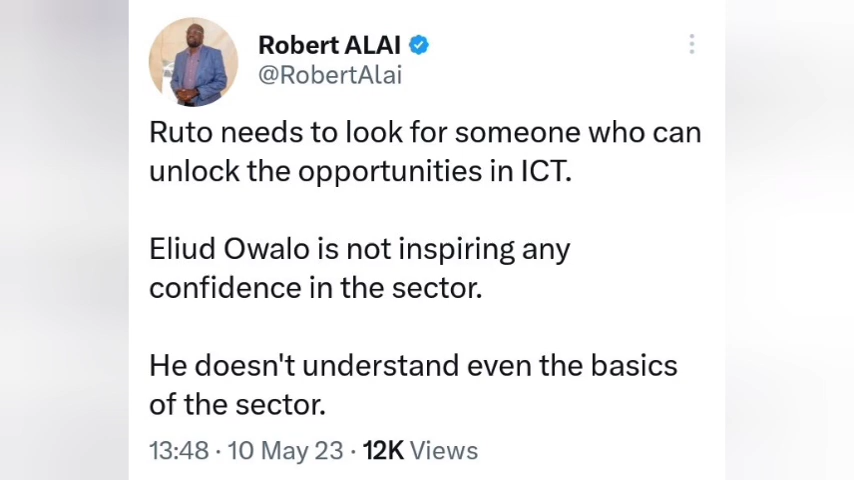 Robert ALAI
@RobertAlai
Ruto needs to look for someone who can
unlock the opportunities in ICT.
Eliud Owalo is not inspiring any
confidence in the sector.
He doesn't understand even the basics
of the sector.
13:48 · 10 May 23 · 12K Views